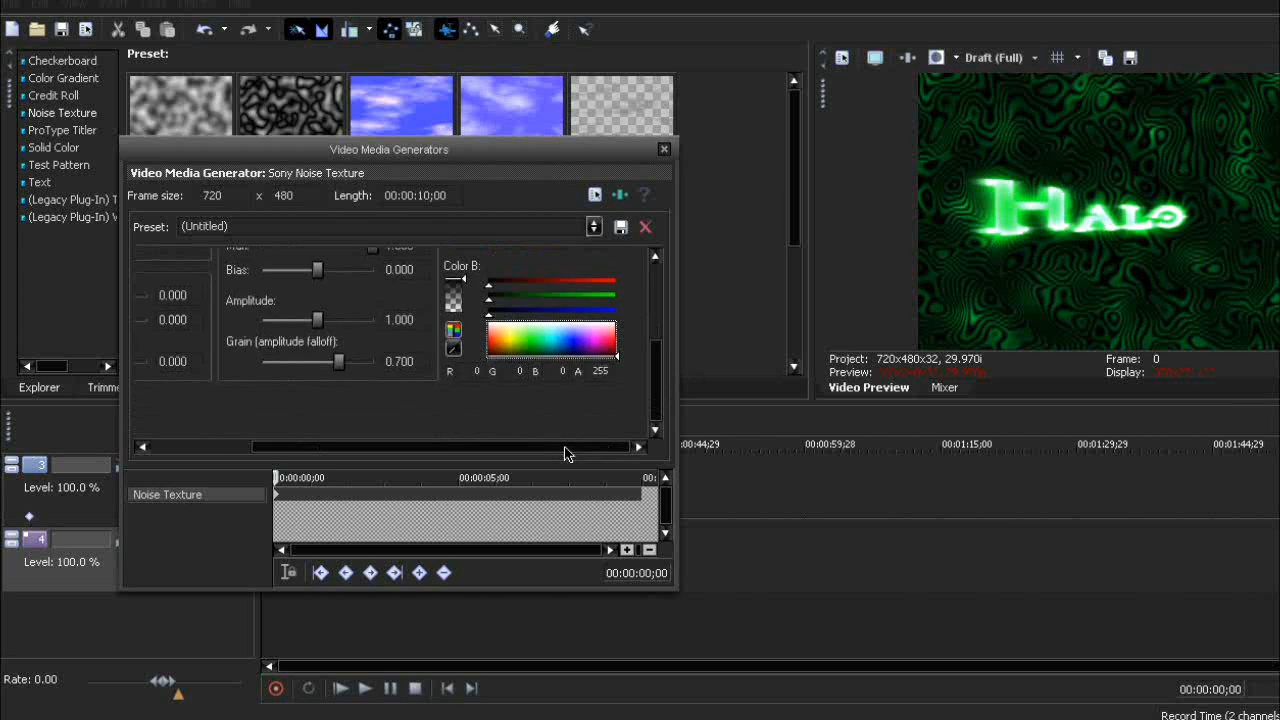 Preset:
Draft (Full)
Checkerboard
Color Gradient
Credit Roll
Noise Texture
ProType Titler
Solid Color
Test Pattern
Text
(Legacy Plug-In) T
(Legacy Plug-In) V
Explorer
Trimm
Video Media Generators
Video Media Generator: Sony Noise Texture
Frame size: 720 x 480 Length: 00:00:10;00
Preset: (Untitled)
Bias: 0.000
Color B:
0.000
Amplitude:
0.000
1.000
Grain (amplitude falloff):
0.000
0.700
R 0 G 0 B 0 A 255
Noise Texture
00:00:00;00
00:00:05;00
00:
00:00:00;00
HALO
Project: 720x480x32, 29.970i
Frame: 0
Preview:
Display:
Video Preview
Mixer
:00:44;29
00:00:59;28
00:01:15;00
00:01:29;29
00:01:44;29
3
Level: 100.0 %
4
Level: 100.0 %
Rate: 0.00
00:00:00;00
Record Time (2 channels